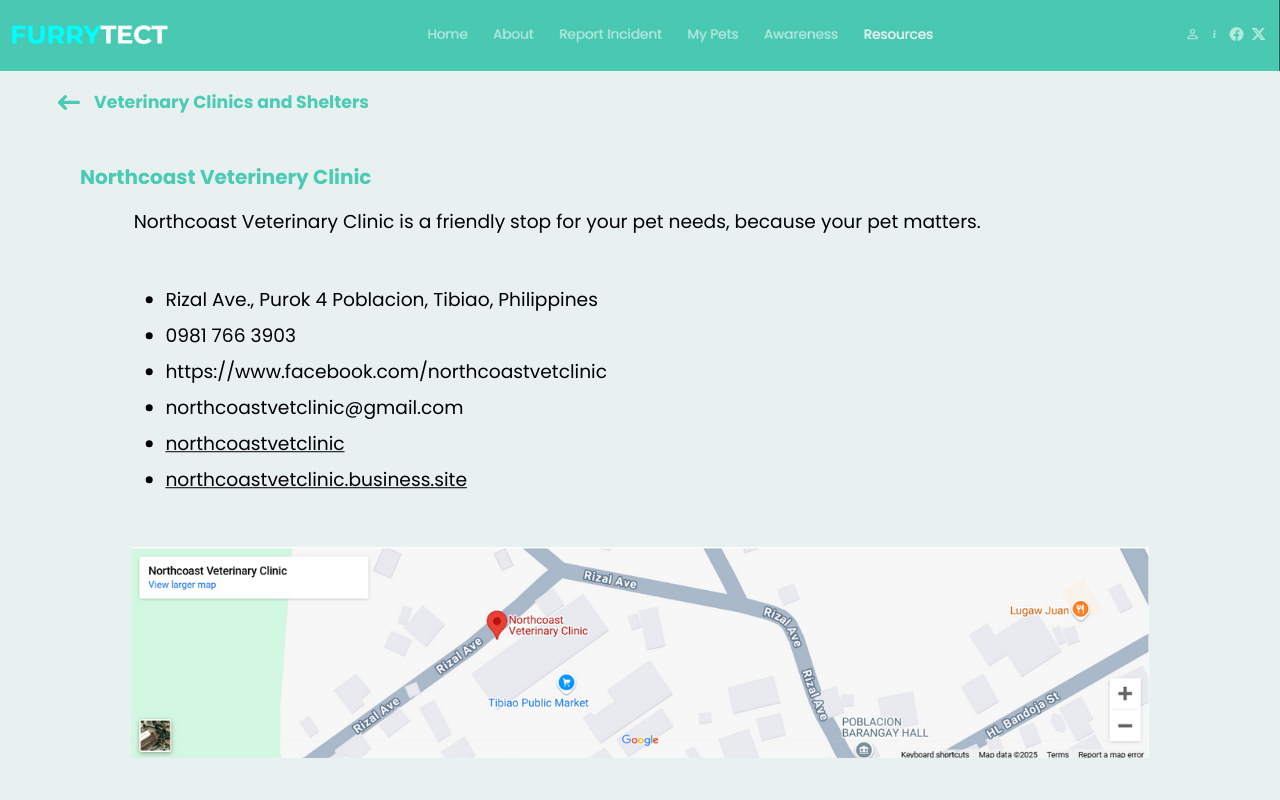 FURRYTECT
Home About Report Incident My Pets Awareness Resources
Veterinary Clinics and Shelters
Northcoast Veterinery Clinic
Northcoast Veterinary Clinic is a friendly stop for your pet needs, because your pet matters.
Rizal Ave., Purok 4 Poblacion, Tibiao, Philippines
0981 766 3903
https://www.facebook.com/northcoastvetclinic
northcoastvetclinic@gmail.com
northcoastvetclinic
northcoastvetclinic.business.site
Northcoast Veterinary Clinic
View larger map
Rizal Ave
Rizal Ave
Lugaw Juan
Northcoast
Veterinary Clinic
Rizal Ave
Rizal Ave
Tibiao Public Market
Rizal Ave
HL Bandoja St
POBLACION
BARANGAY HALL
Google
Keyboard shortcuts Map data ©2025 Terms Report a map error